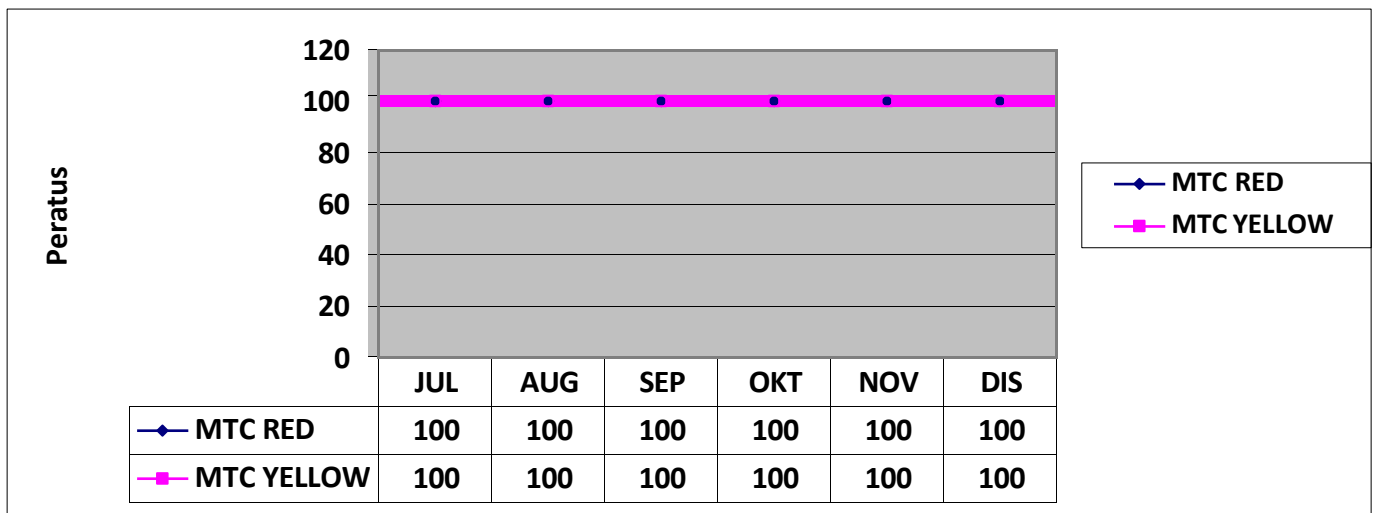 120
100
80
60
40
20
0
Peratus
MTC RED
MTC YELLOW
JUL AUG SEP OKT NOV DIS
MTC RED 100 100 100 100 100 100
MTC YELLOW 100 100 100 100 100 100